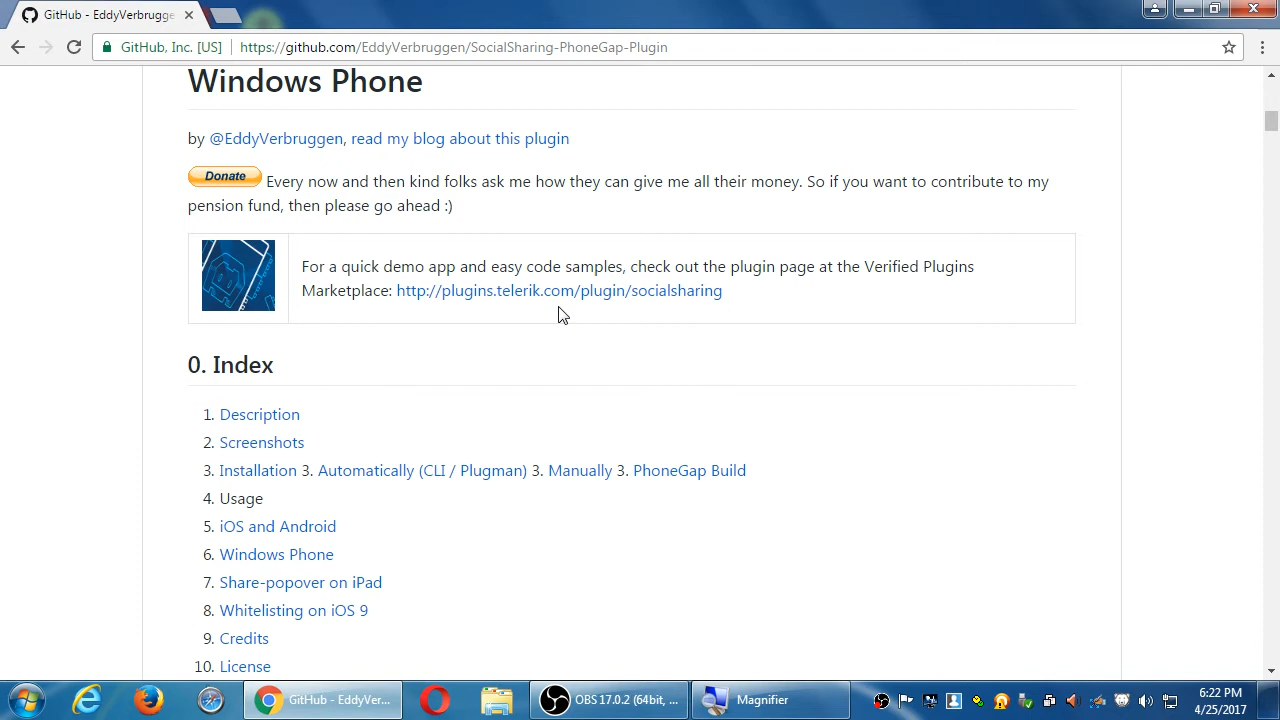 GitHub - EddyVerbrugge
GitHub, Inc. [US]
https://github.com/EddyVerbruggen/SocialSharing-PhoneGap-Plugin
Windows Phone
by @EddyVerbruggen, read my blog about this plugin
Donate Every now and then kind folks ask me how they can give me all their money. So if you want to contribute to my
pension fund, then please go ahead :)
For a quick demo app and easy code samples, check out the plugin page at the Verified Plugins
Marketplace: http://plugins.telerik.com/plugin/socialsharing
0. Index
1. Description
2. Screenshots
3. Installation 3. Automatically (CLI / Plugman) 3. Manually 3. PhoneGap Build
4. Usage
5. iOS and Android
6. Windows Phone
7. Share-popover on iPad
8. Whitelisting on iOS 9
9. Credits
10. License
GitHub - EddyVer...
OBS 17.0.2 (64bit, ...
Magnifier
6:22 PM
4/25/2017